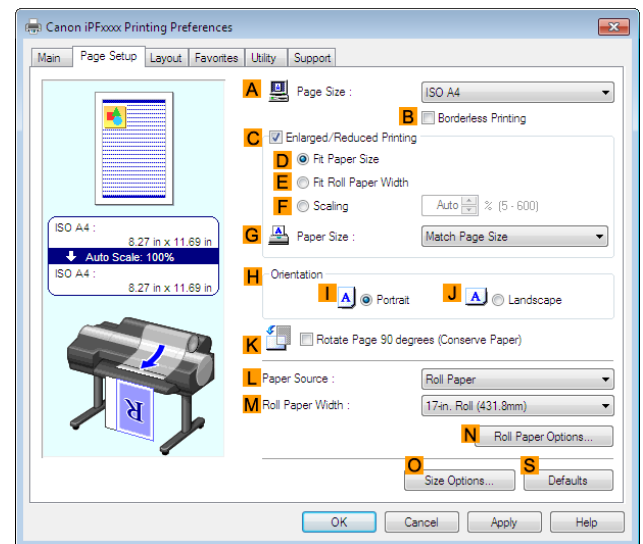 Canon iPFxxxx Printing Preferences
Main Page Setup Layout Favorites Utility Support
A Page Size : ISO A4
B Borderless Printing
C Enlarged/Reduced Printing
D Fit Paper Size
E Fit Roll Paper Width
F Scaling Auto % (5 - 600)
ISO A4 :
8.27 in x 11.69 in
Auto Scale: 100%
ISO A4 :
8.27 in x 11.69 in
G Paper Size : Match Page Size
H Orientation
I A Portrait J A Landscape
K Rotate Page 90 degrees (Conserve Paper)
R
L Paper Source : Roll Paper
M Roll Paper Width : 17-in. Roll (431.8mm)
N Roll Paper Options...
O Size Options... S Defaults
OK Cancel Apply Help